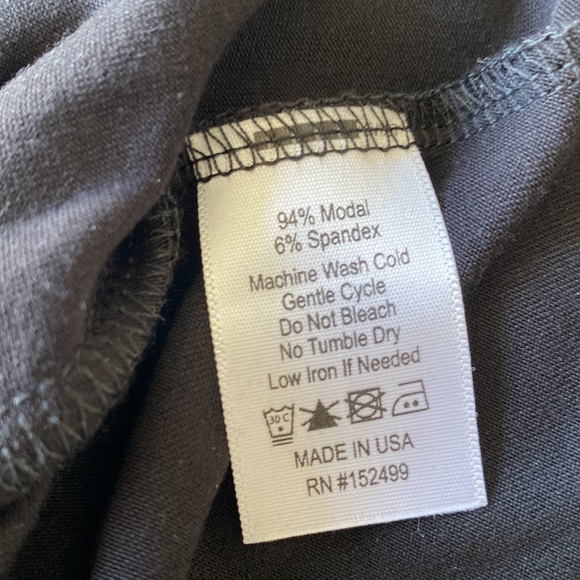 94% Modal
6% Spandex
Machine Wash Cold
Gentle Cycle
Do Not Bleach
No Tumble Dry
Low Iron If Needed
30 C
MADE IN USA
RN #152499